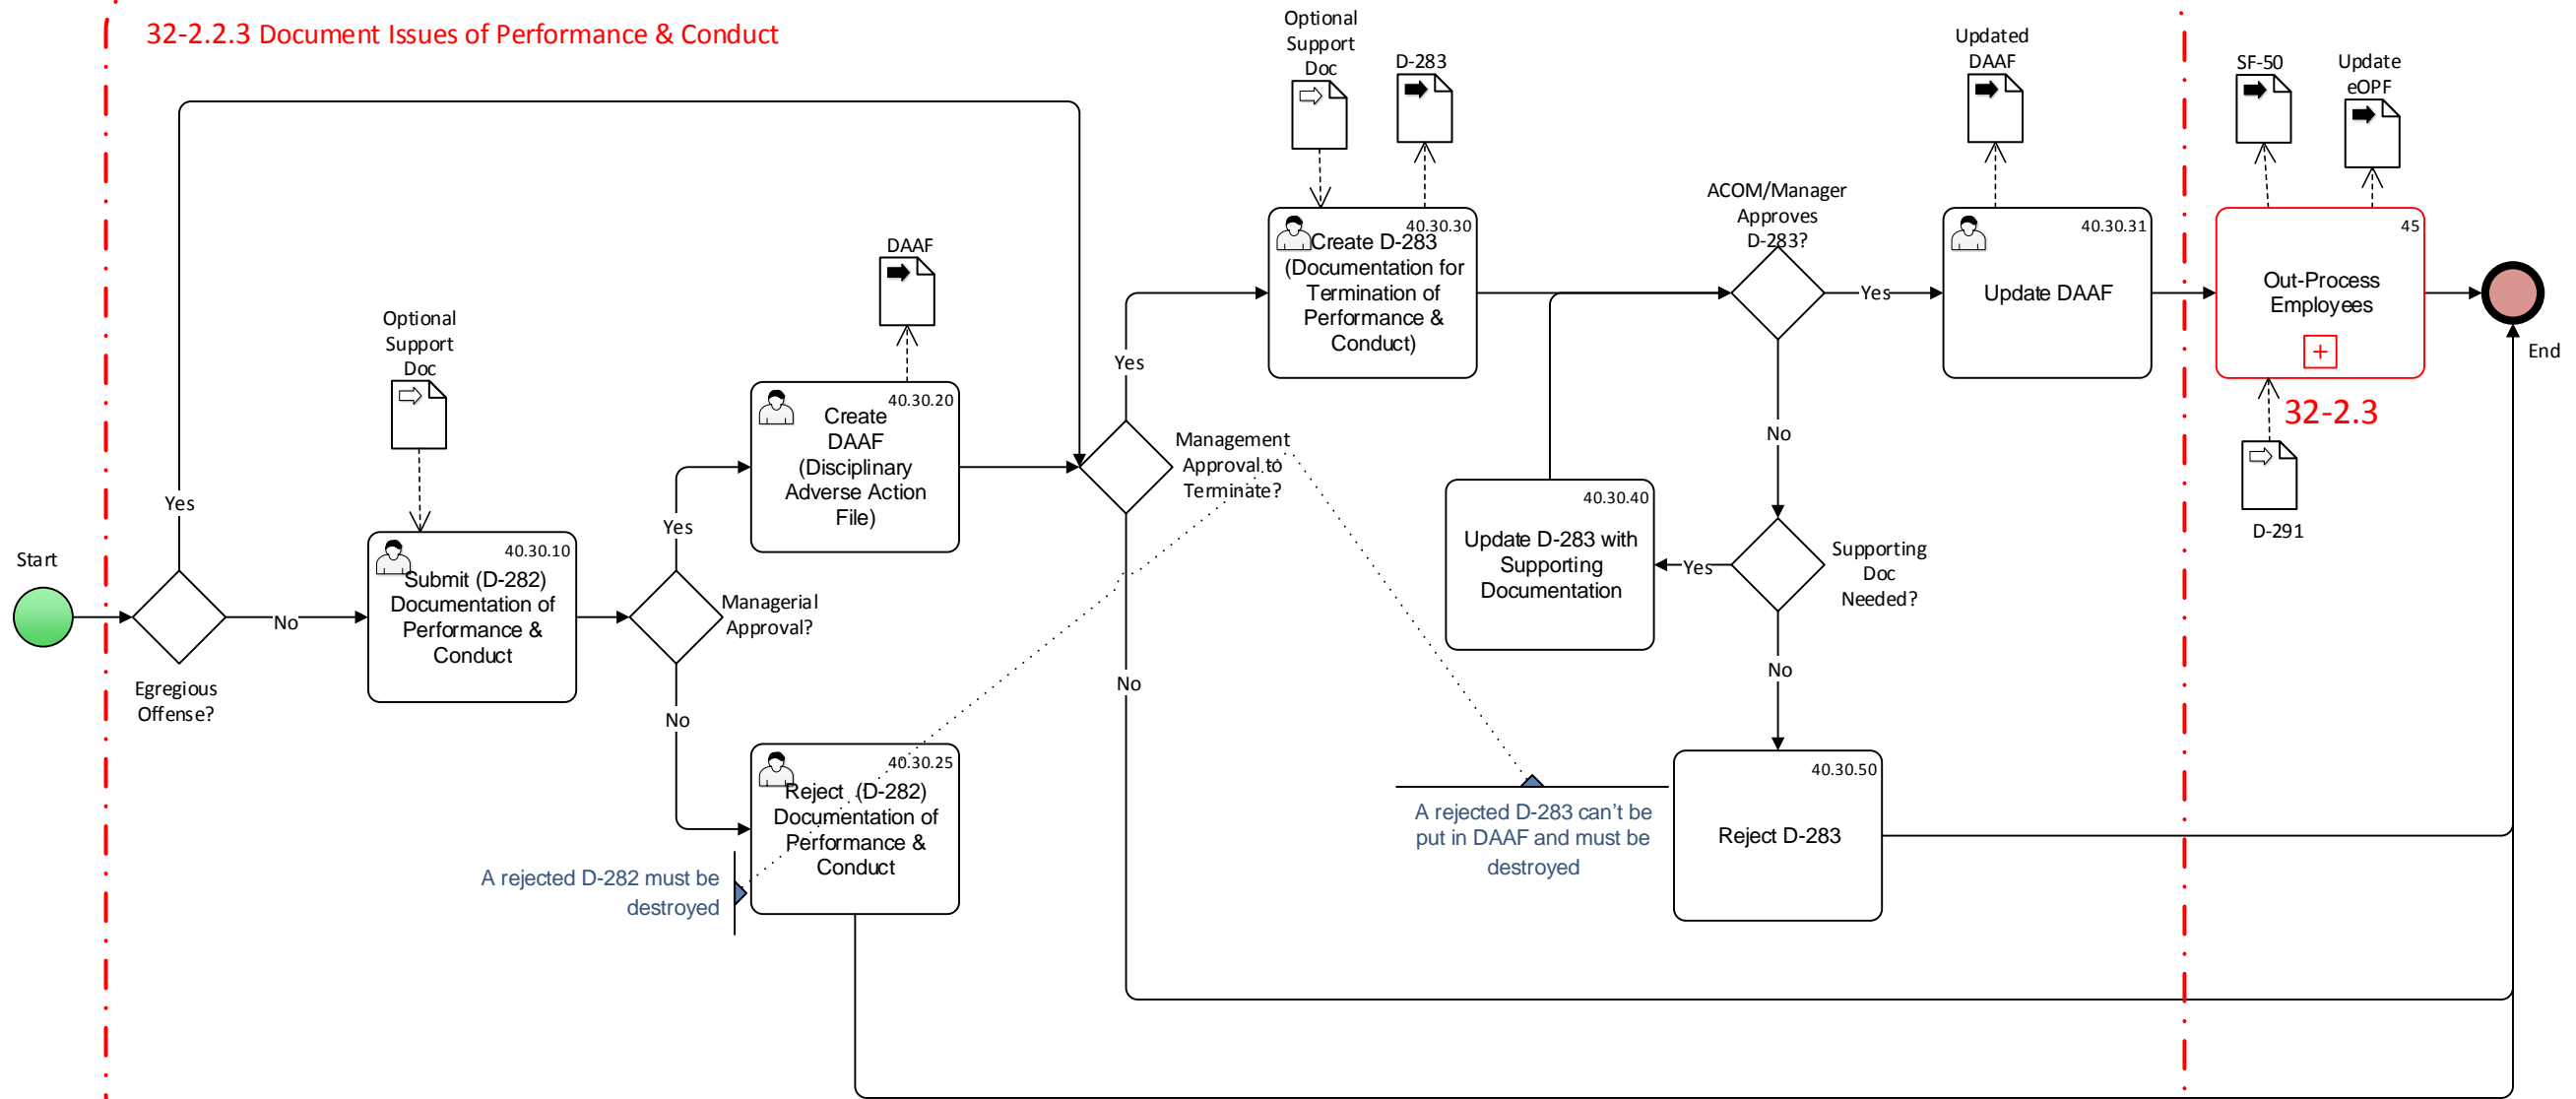 32-2.2.3 Document Issues of Performance & Conduct
Start
Egregious
Offense?
Yes
No
Optional
Support
Doc
40.30.10
Submit (D-282)
Documentation of
Performance &
Conduct
Managerial
Approval?
Yes
No
DAAF
40.30.20
Create
DAAF
(Disciplinary
Adverse Action
File)
40.30.25
Reject (D-282)
Documentation of
Performance &
Conduct
A rejected D-282 must be
destroyed
Management
Approval to
Terminate?
Yes
No
Optional
Support
Doc
D-283
40.30.30
Create D-283
(Documentation for
Termination of
Performance &
Conduct)
ACOM/Manager
Approves
D-283?
Yes
No
40.30.40
Update D-283 with
Supporting
Documentation
Yes
Supporting
Doc
Needed?
No
A rejected D-283 can’t be
put in DAAF and must be
destroyed
40.30.50
Reject D-283
Updated
DAAF
40.30.31
Update DAAF
SF-50
Update
eOPF
45
Out-Process
Employees
32-2.3
D-291
End